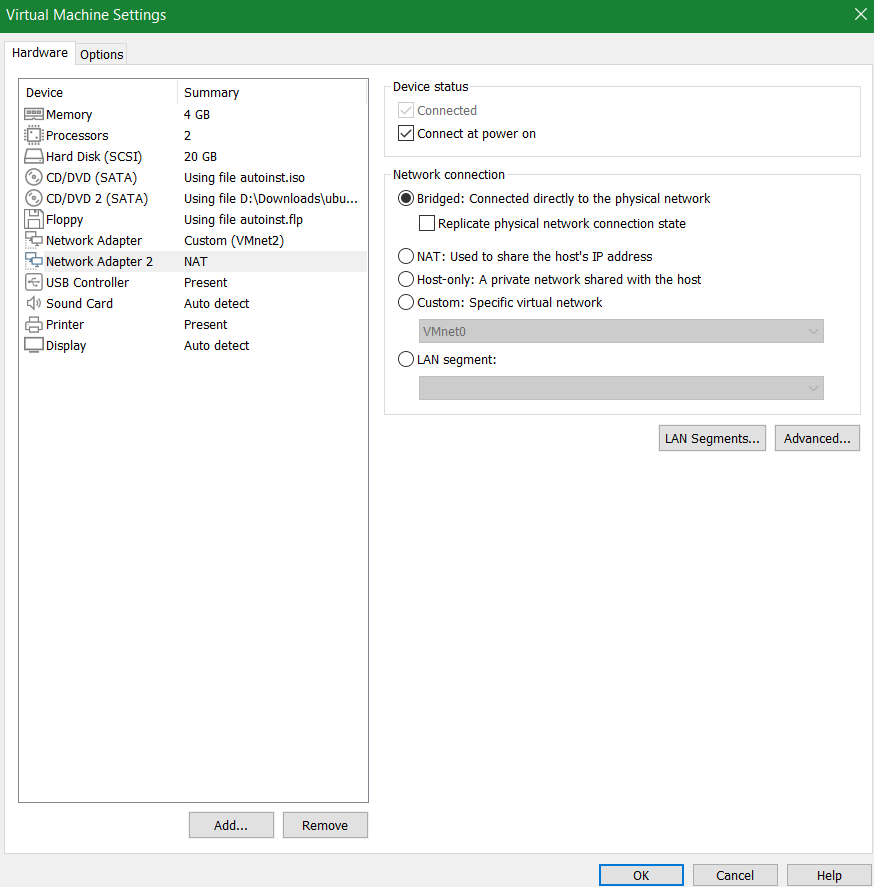 Virtual Machine Settings
Hardware Options
Device Summary
Memory 4 GB
Processors 2
Hard Disk (SCSI) 20 GB
CD/DVD (SATA) Using file autoinst.iso
CD/DVD 2 (SATA) Using file D:\Downloads\ubu...
Floppy Using file autoinst.flp
Network Adapter Custom (VMnet2)
Network Adapter 2 NAT
USB Controller Present
Sound Card Auto detect
Printer Present
Display Auto detect
Add... Remove
Device status
Connected
Connect at power on
Network connection
Bridged: Connected directly to the physical network
Replicate physical network connection state
NAT: Used to share the host's IP address
Host-only: A private network shared with the host
Custom: Specific virtual network
VMnet0
LAN segment:
LAN Segments... Advanced...
OK Cancel Help